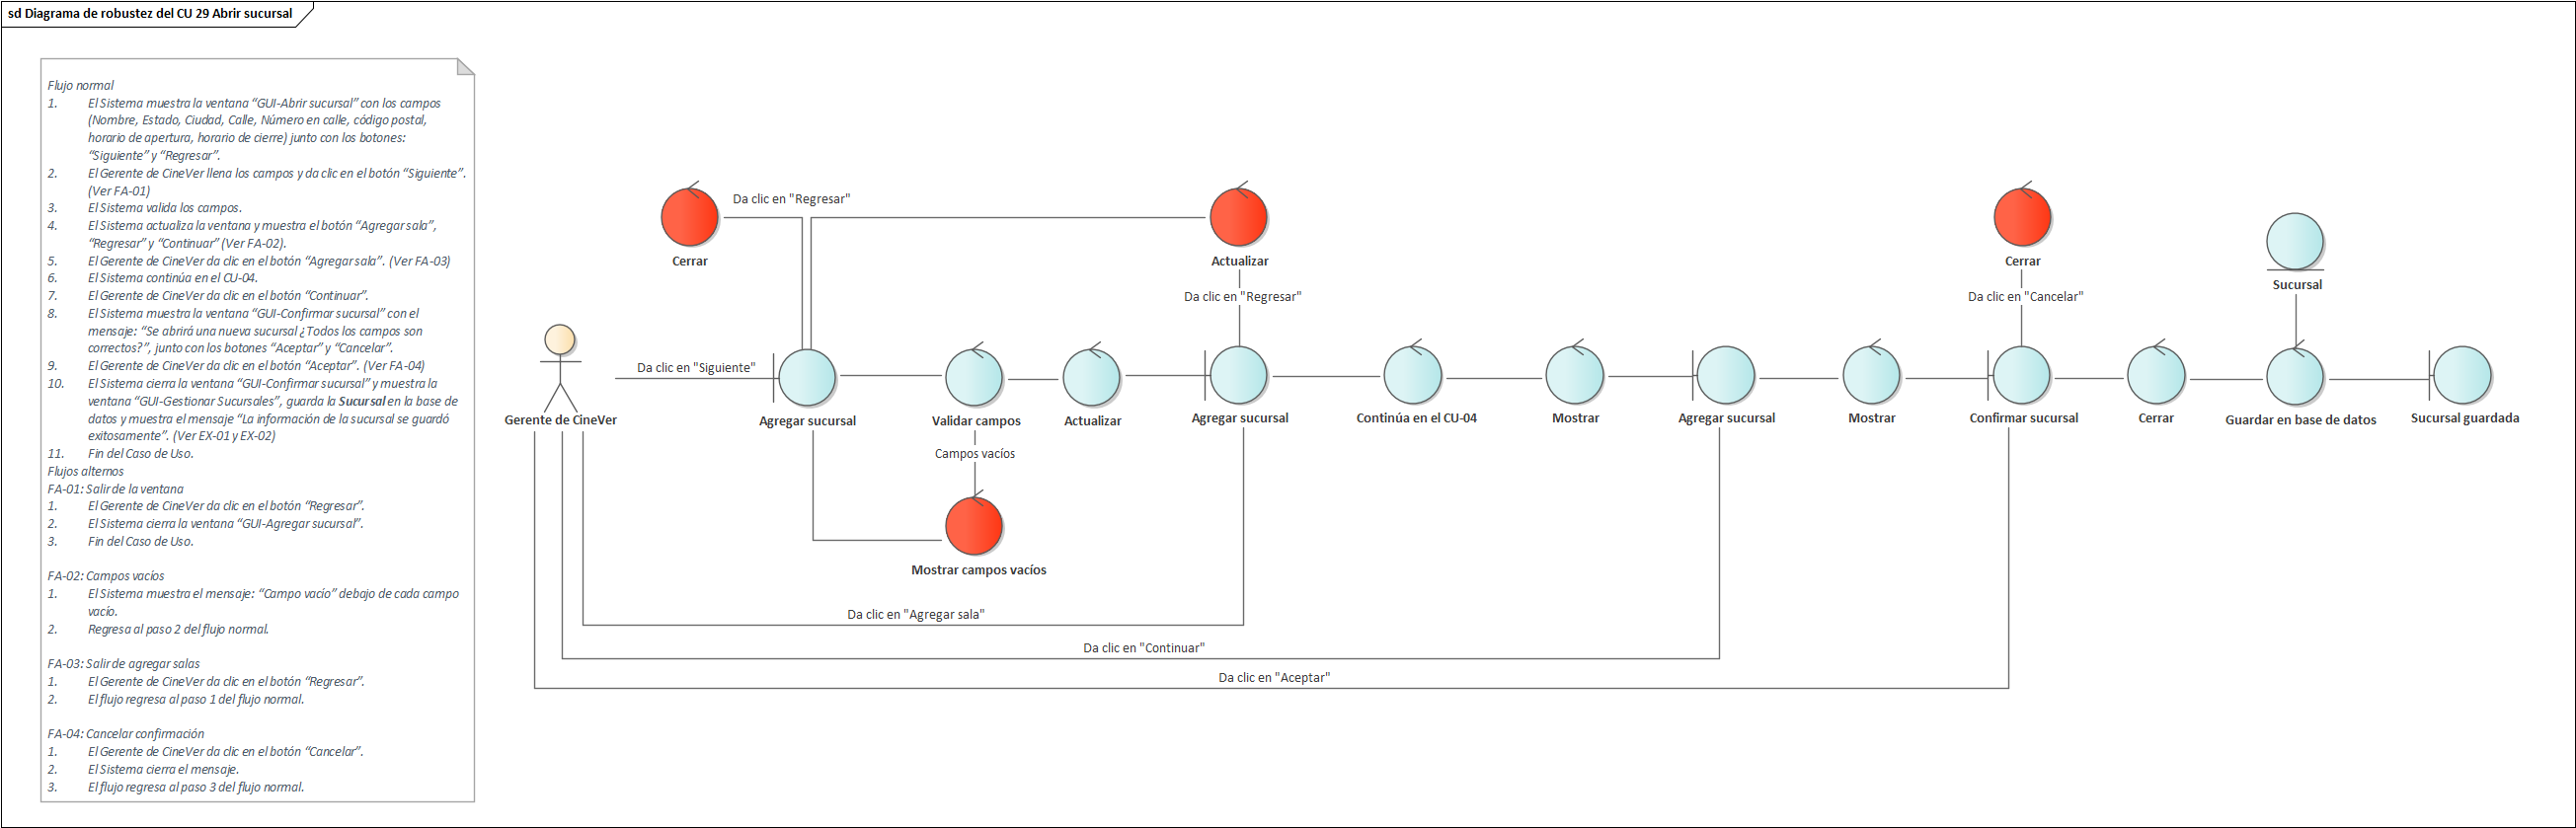 sd Diagrama de robustez del CU 29 Abrir sucursal
Flujo normal
1. El Sistema muestra la ventana “GUI-Abrir sucursal” con los campos
(Nombre, Estado, Ciudad, Calle, Número en calle, código postal,
horario de apertura, horario de cierre) junto con los botones:
“Siguiente” y “Regresar”.
2. El Gerente de CineVer llena los campos y da clic en el botón “Siguiente”.
(Ver FA-01)
3. El Sistema valida los campos.
4. El Sistema actualiza la ventana y muestra el botón “Agregar sala”,
“Regresar” y “Continuar” (Ver FA-02).
5. El Gerente de CineVer da clic en el botón “Agregar sala”. (Ver FA-03)
6. El Sistema continúa en el CU-04.
7. El Gerente de CineVer da clic en el botón “Continuar”.
8. El Sistema muestra la ventana “GUI-Confirmar sucursal” con el
mensaje: “Se abrirá una nueva sucursal ¿Todos los campos son
correctos?”, junto con los botones “Aceptar” y “Cancelar”.
9. El Gerente de CineVer da clic en el botón “Aceptar”. (Ver FA-04)
10. El Sistema cierra la ventana “GUI-Confirmar sucursal” y muestra la
ventana “GUI-Gestionar Sucursales”, guarda la Sucursal en la base de
datos y muestra el mensaje “La información de la sucursal se guardó
exitosamente”. (Ver EX-01 y EX-02)
11. Fin del Caso de Uso.
Flujos alternos
FA-01: Salir de la ventana
1. El Gerente de CineVer da clic en el botón “Regresar”.
2. El Sistema cierra la ventana “GUI-Agregar sucursal”.
3. Fin del Caso de Uso.
FA-02: Campos vacíos
1. El Sistema muestra el mensaje: “Campo vacío” debajo de cada campo
vacío.
2. Regresa al paso 2 del flujo normal.
FA-03: Salir de agregar salas
1. El Gerente de CineVer da clic en el botón “Regresar”.
2. El flujo regresa al paso 1 del flujo normal.
FA-04: Cancelar confirmación
1. El Gerente de CineVer da clic en el botón “Cancelar”.
2. El Sistema cierra el mensaje.
3. El flujo regresa al paso 3 del flujo normal.
Da clic en "Regresar"
Cerrar
Actualizar
Cerrar
Sucursal
Da clic en "Regresar"
Da clic en "Cancelar"
Da clic en "Siguiente"
Gerente de CineVer
Agregar sucursal
Validar campos
Actualizar
Agregar sucursal
Continúa en el CU-04
Mostrar
Agregar sucursal
Mostrar
Confirmar sucursal
Cerrar
Guardar en base de datos
Sucursal guardada
Campos vacíos
Mostrar campos vacíos
Da clic en "Agregar sala"
Da clic en "Continuar"
Da clic en "Aceptar"